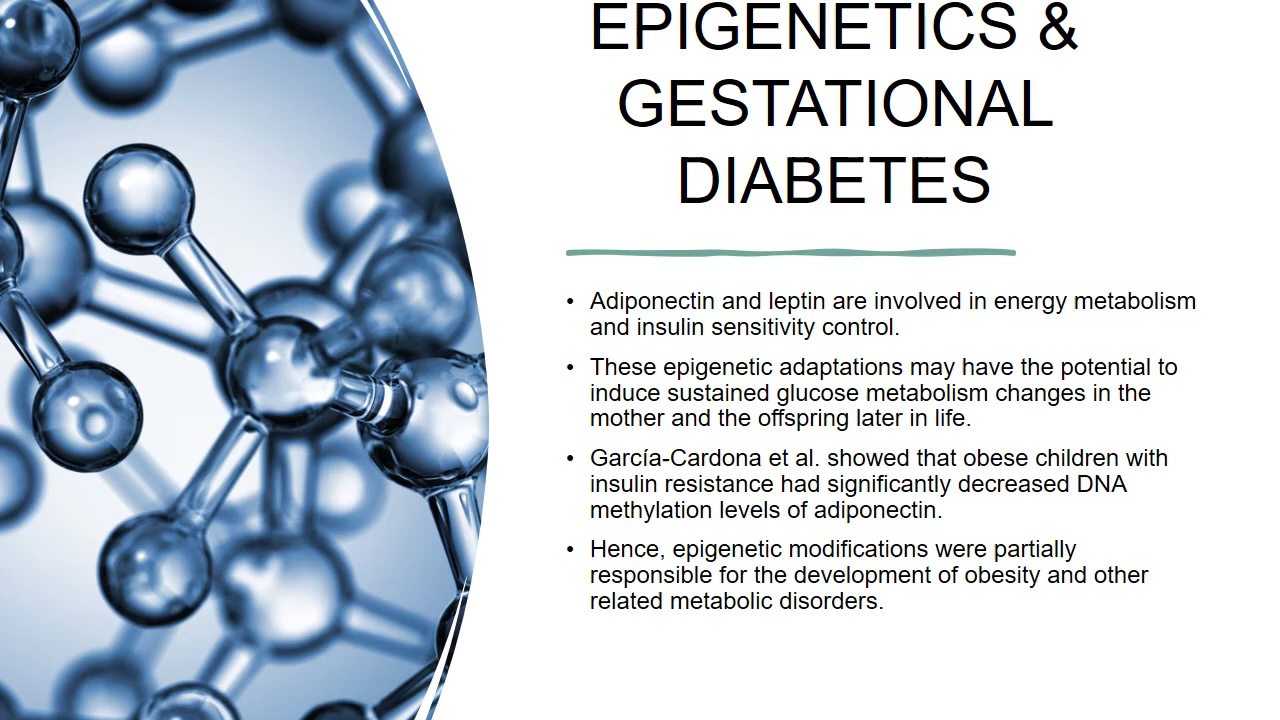 EPIGENETICS &
GESTATIONAL
DIABETES
• Adiponectin and leptin are involved in energy metabolism
and insulin sensitivity control.
• These epigenetic adaptations may have the potential to
induce sustained glucose metabolism changes in the
mother and the offspring later in life.
• García-Cardona et al. showed that obese children with
insulin resistance had significantly decreased DNA
methylation levels of adiponectin.
• Hence, epigenetic modifications were partially
responsible for the development of obesity and other
related metabolic disorders.